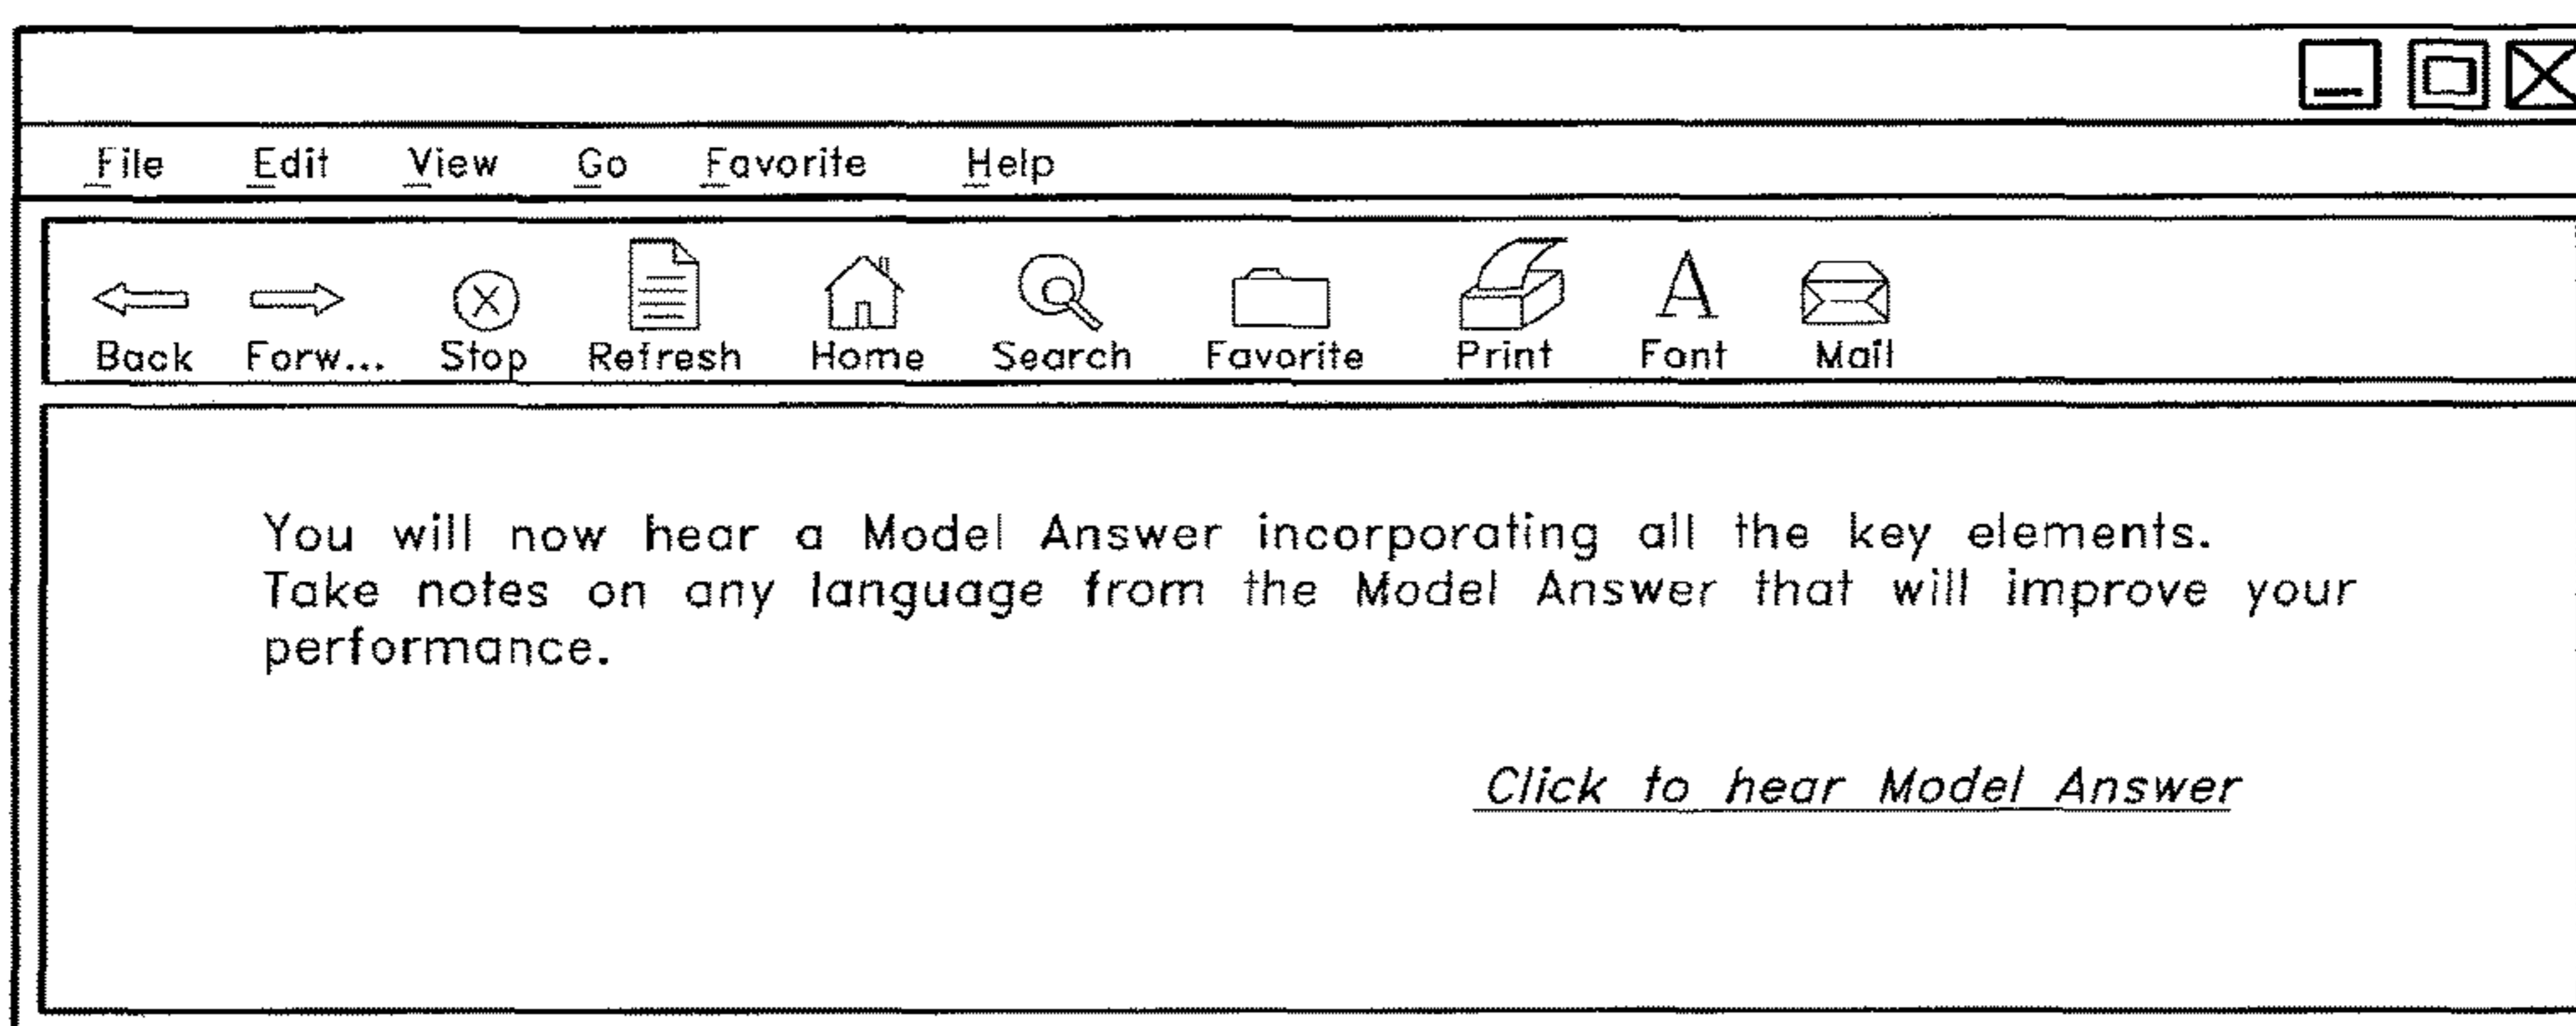 File Edit View Go Favorite Help
Back Forw... Stop Refresh Home Search Favorite Print Font Mail
You will now hear a Model Answer incorporating all the key elements.
Take notes on any language from the Model Answer that will improve your
performance.
Click to hear Model Answer